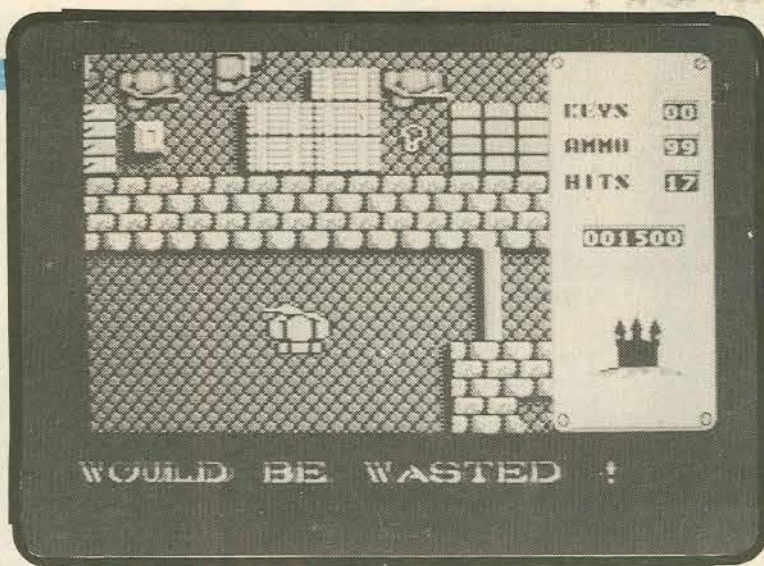 KEYS 00
AMMO 99
HITS 17
001500
WOULD BE WASTED !